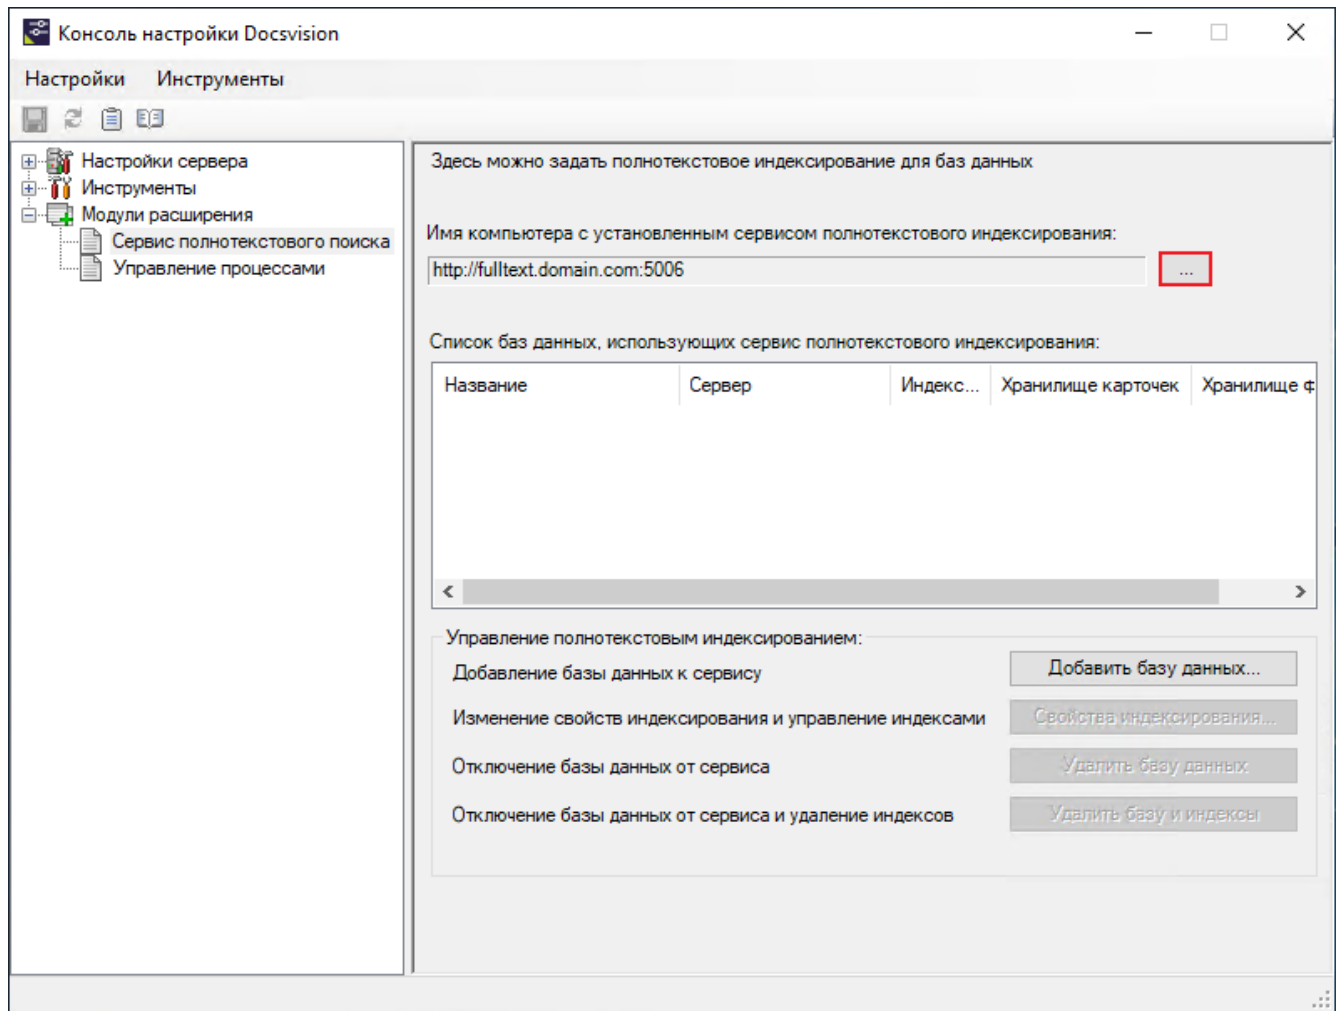 Консоль настройки Docsvision
Настройки Инструменты
Настройки сервера
Инструменты
Модули расширения
Сервис полнотекстового поиска
Управление процессами
Здесь можно задать полнотекстовое индексирование для баз данных
Имя компьютера с установленным сервисом полнотекстового индексирования:
http://fulltext.domain.com:5006 ...
Список баз данных, использующих сервис полнотекстового индексирования:
Название Сервер Индекс... Хранилище карточек Хранилище ф
Управление полнотекстовым индексированием:
Добавление базы данных к сервису Добавить базу данных...
Изменение свойств индексирования и управление индексами Свойства индексирования...
Отключение базы данных от сервиса Удалить базу данных
Отключение базы данных от сервиса и удаление индексов Удалить базу и индексы